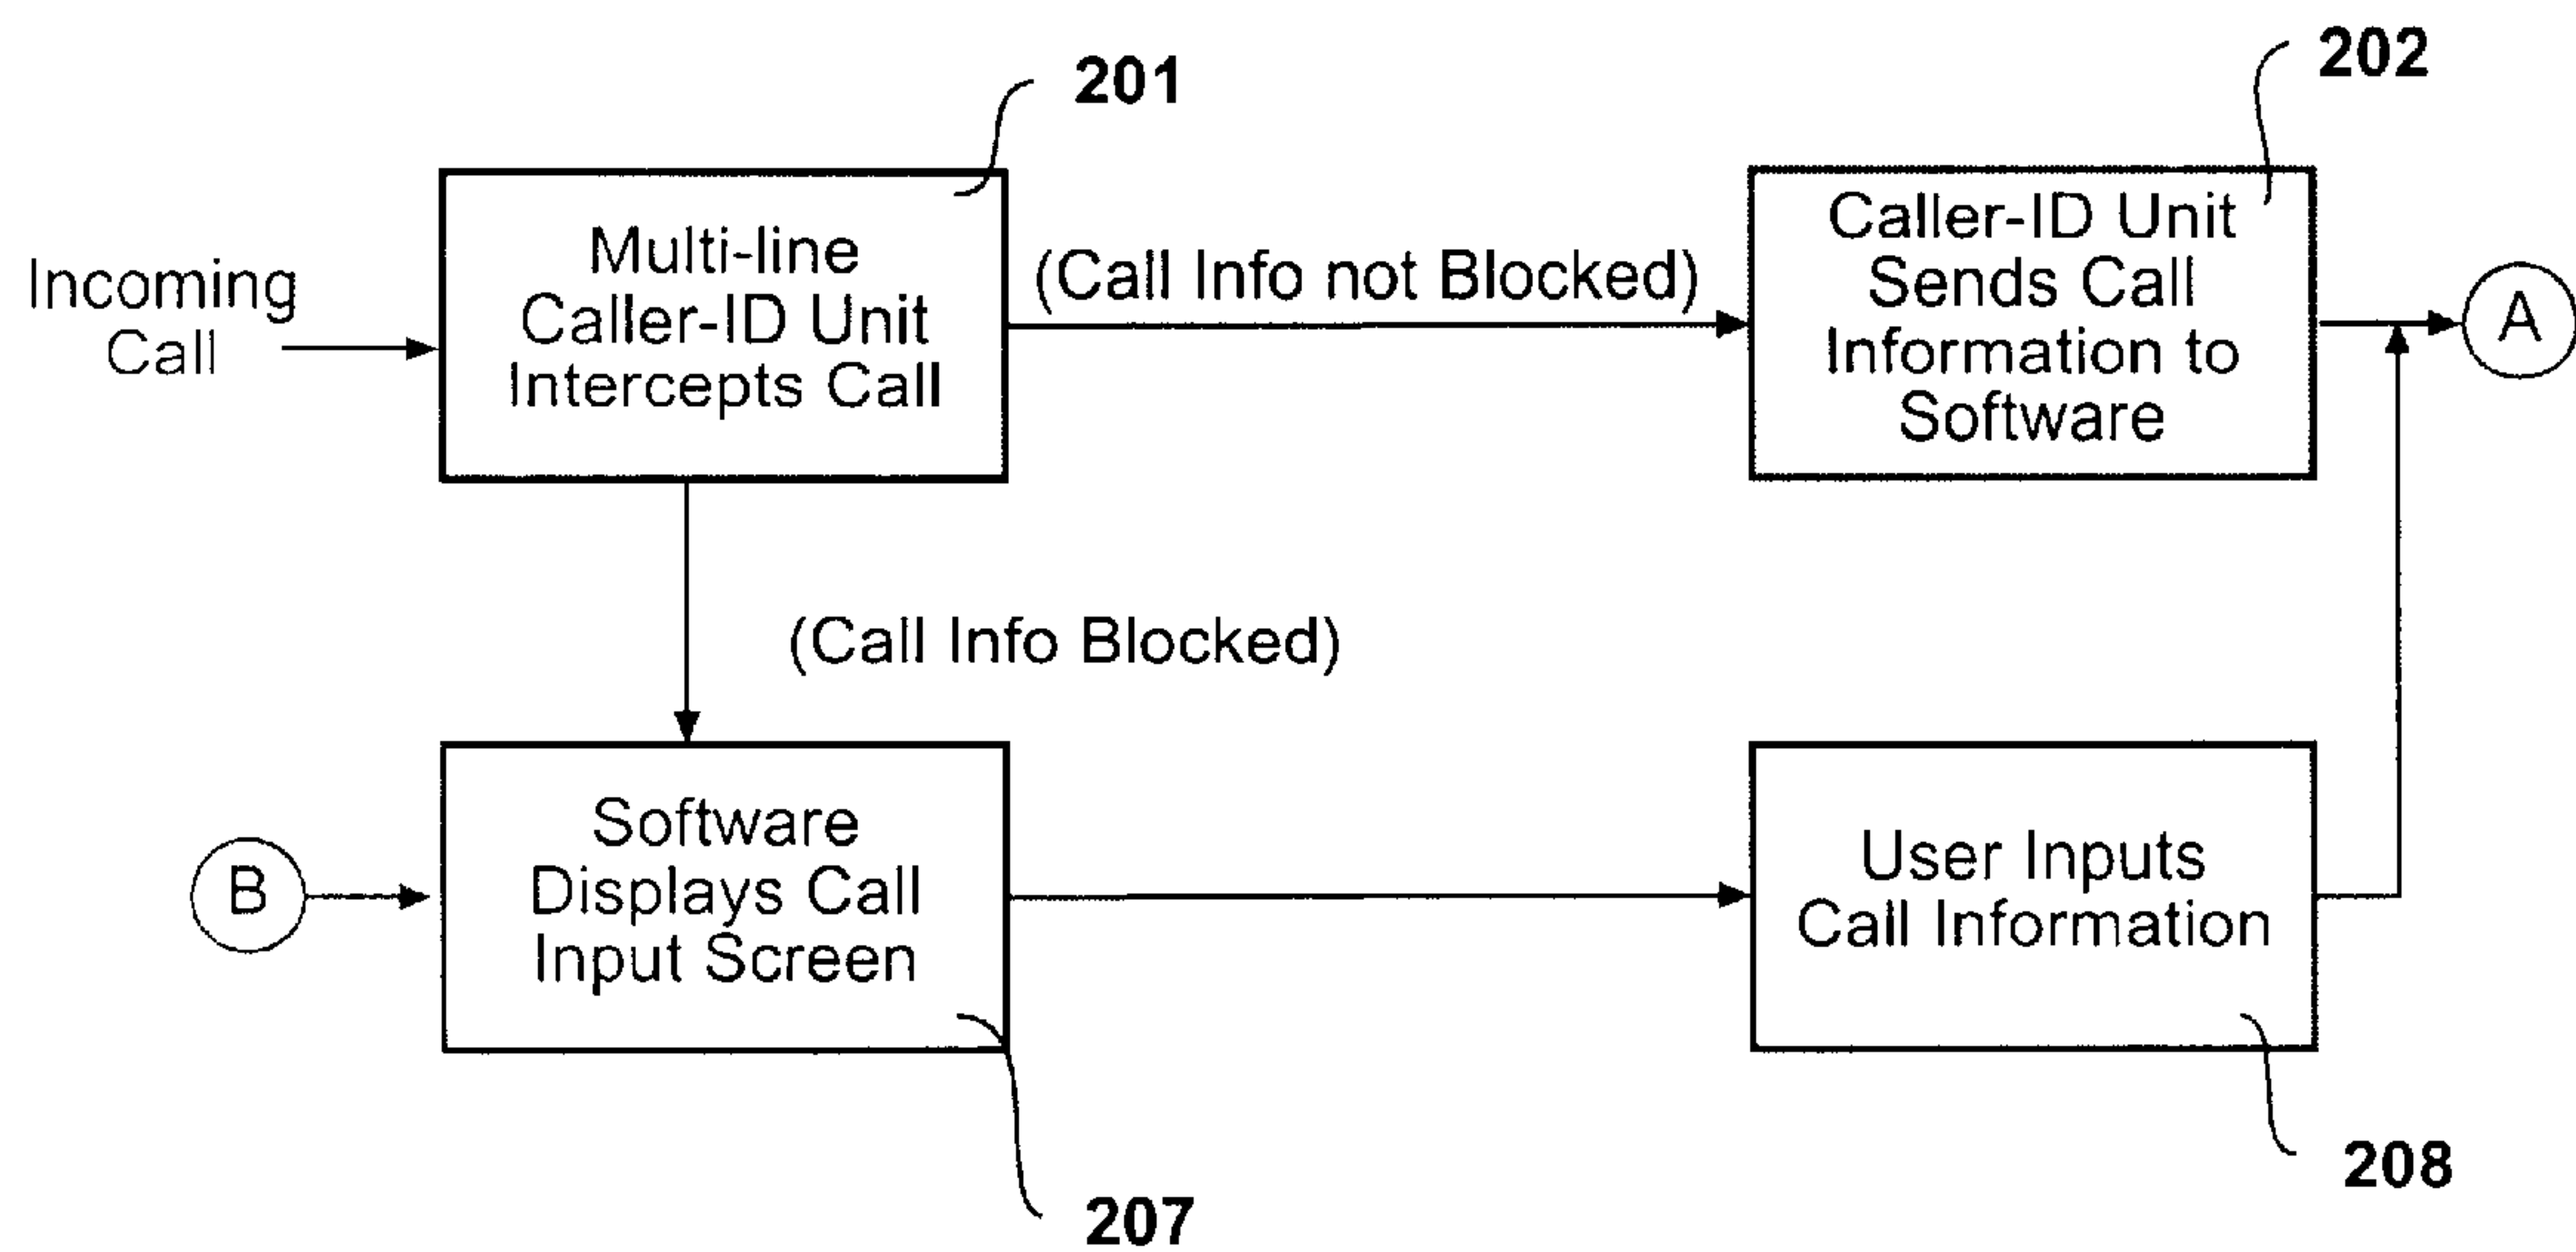 201
202
Incoming
Call
Multi-line
Caller-ID Unit
Intercepts Call
(Call Info not Blocked)
Caller-ID Unit
Sends Call
Information to
Software
A
(Call Info Blocked)
B
Software
Displays Call
Input Screen
User Inputs
Call Information
207
208